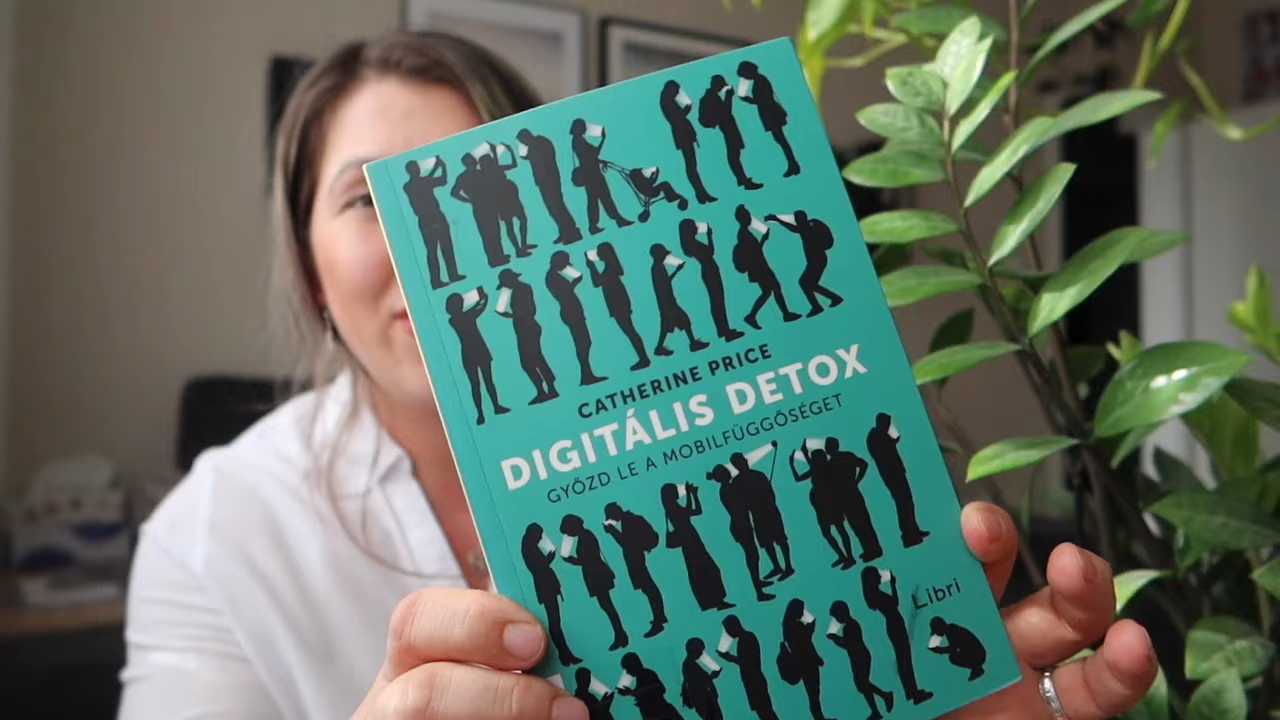 CATHERINE PRICE
DIGITÁLIS DETOX
GYŐZD LE A MOBILFÜGGŐSÉGET
Libri